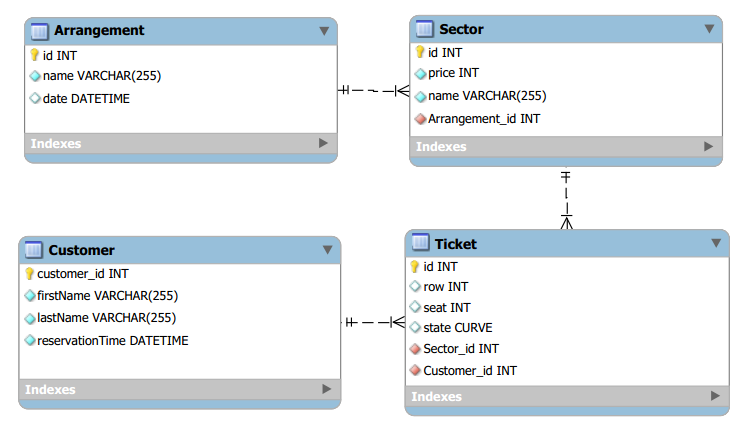 Arrangement
id INT
name VARCHAR(255)
date DATETIME
Indexes
Sector
id INT
price INT
name VARCHAR(255)
Arrangement_id INT
Indexes
Customer
customer_id INT
firstName VARCHAR(255)
lastName VARCHAR(255)
reservationTime DATETIME
Indexes
Ticket
id INT
row INT
seat INT
state CURVE
Sector_id INT
Customer_id INT
Indexes